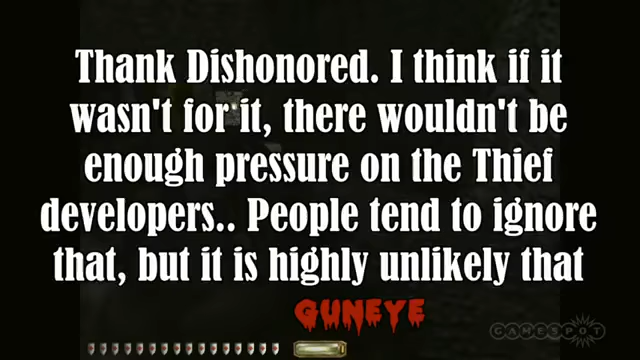 Thank Dishonored. I think if it
wasn't for it, there wouldn't be
enough pressure on the Thief
developers.. People tend to ignore
that, but it is highly unlikely that
GUNEYE
GAMESPOT